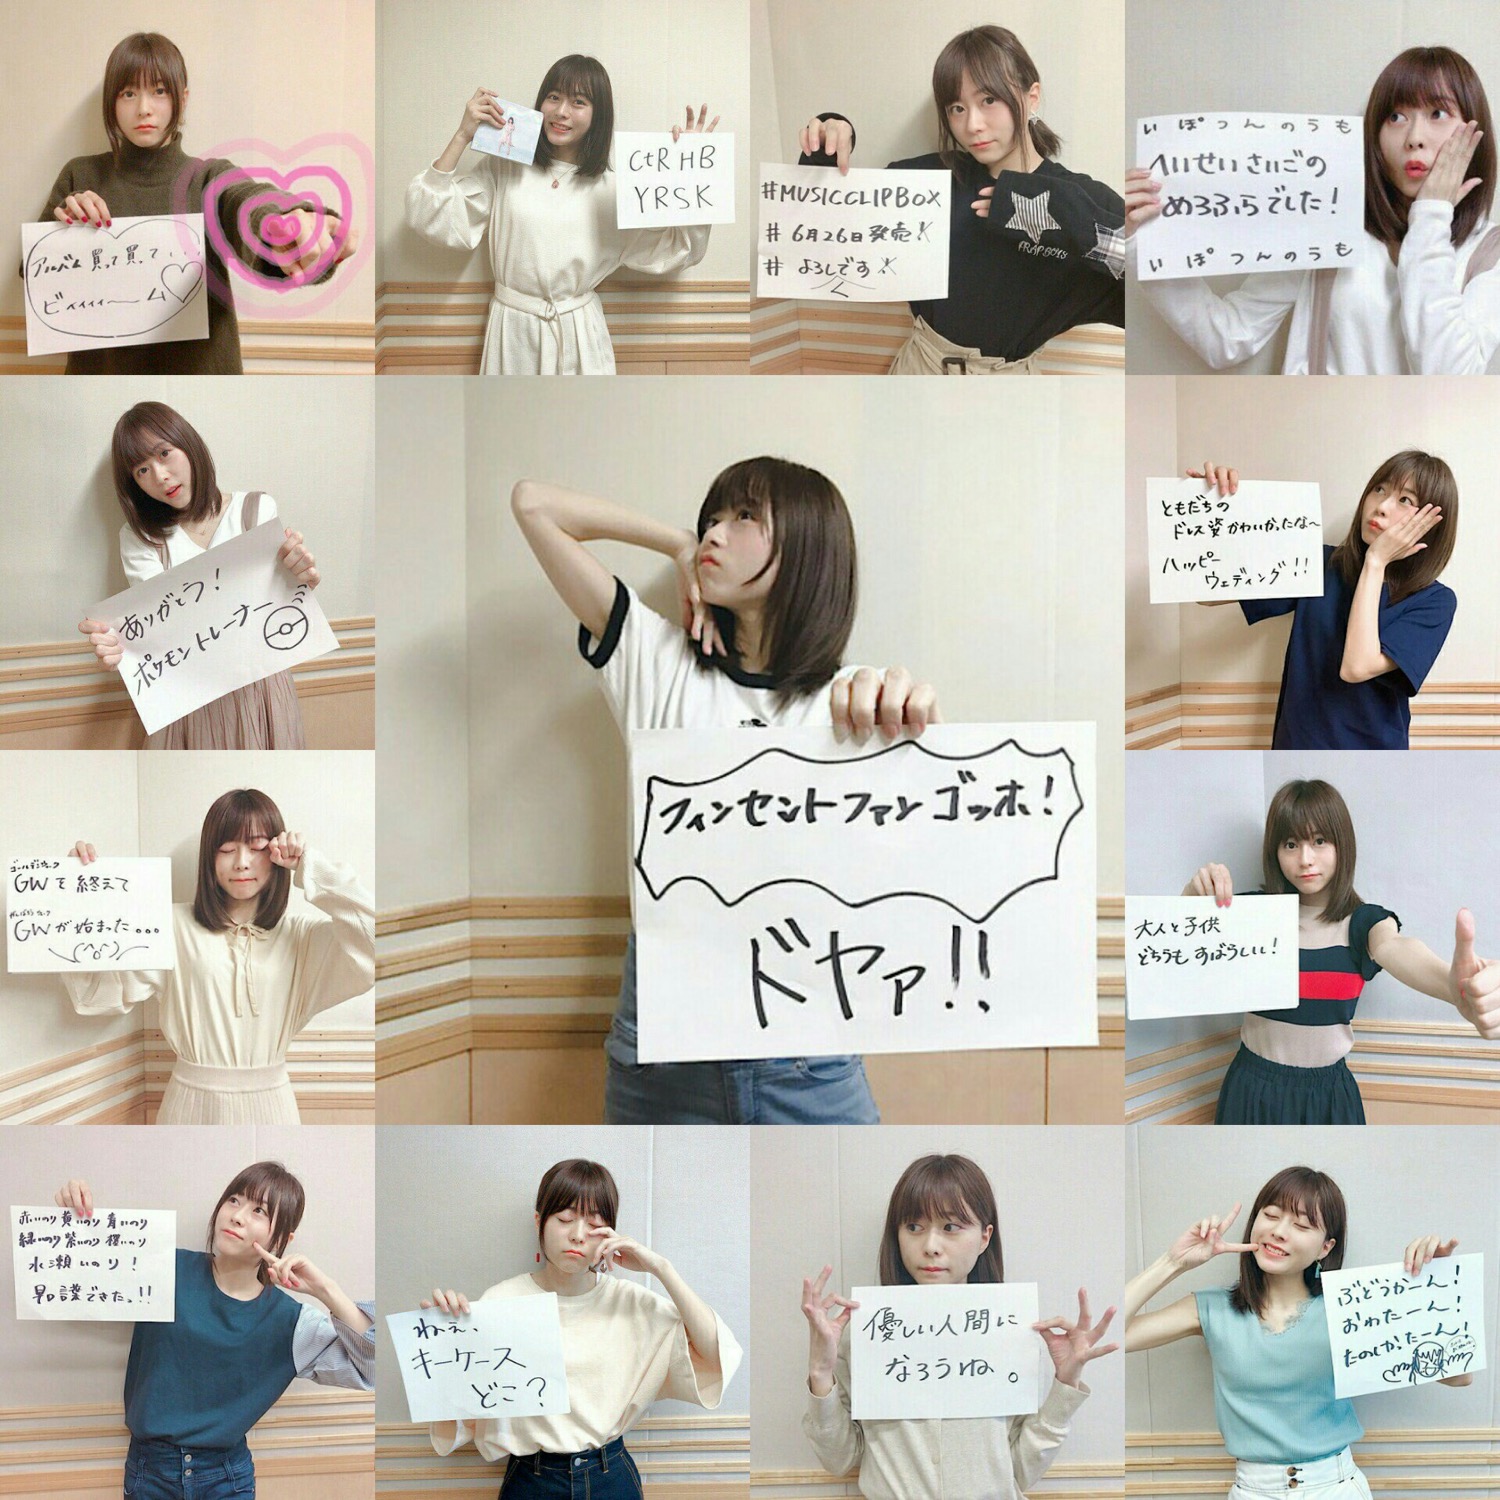 アルバム買って買って...
ビィィィィ〜ム♡
CtR HB
YRSK
#MUSICCLIPBOX
# 6月26日発売!
# よろしです!
く
FRAPBOYS
いぽつんのうも
へいせいさいごの
めろふらでした!
いぽつんのうも
ありがとう!
ポケモントレーナー
フィンセントファンゴッホ!
ドヤァ!!
ともだちの
ドレス姿かわいかったな〜
ハッピー
ウェディング!!
ゴールデンウィーク
GWを終えて
がんばろうウィーク
GWが始まった。。。
大人と子供
どちらもすばらしい!
赤いのり 黄いのり 青いのり
緑いのり 紫いのり 桜いのり
水瀬いのり!
早口言葉できたっ!!
ねぇ、
キーケース
どこ?
優しい人間に
なろうね。
ぶどうかーん!
おわたーん!
たのしかったーん!